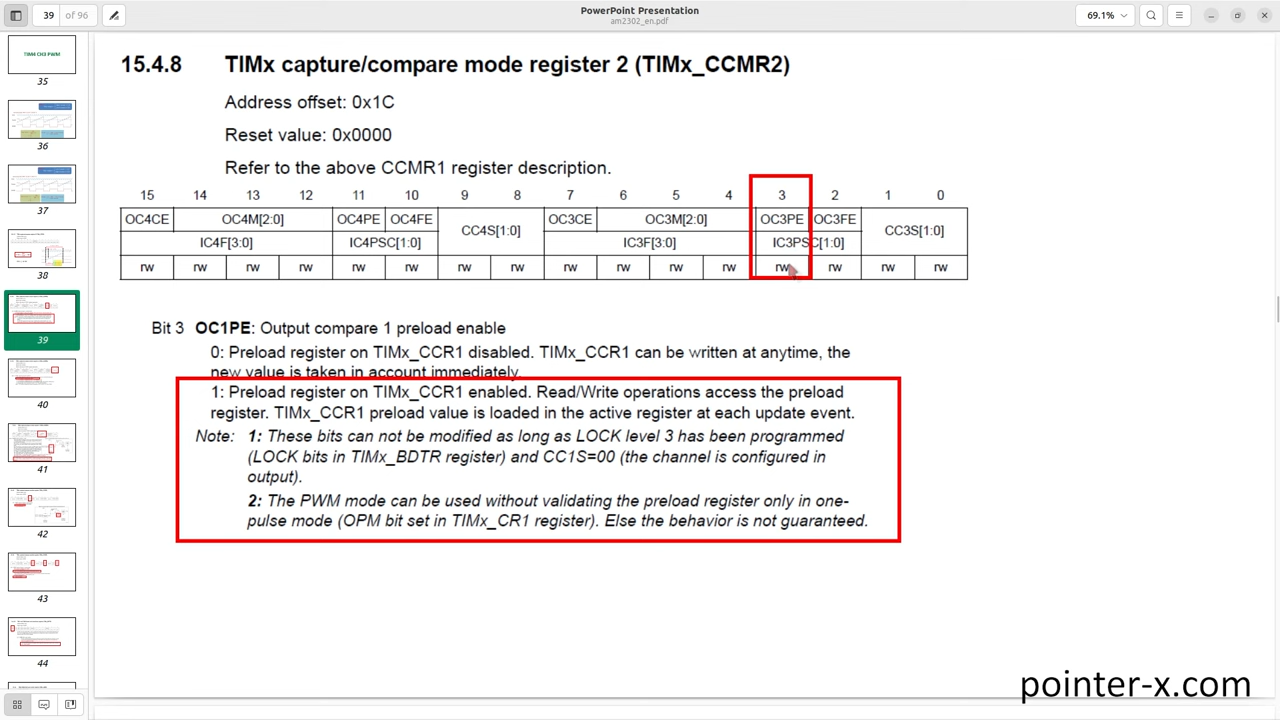 PowerPoint Presentation
am2302_en.pdf
39 of 96
69.1%
TIM4 CH3 PWM
35
36
37
38
39
40
41
42
43
44
15.4.8 TIMx capture/compare mode register 2 (TIMx_CCMR2)
Address offset: 0x1C
Reset value: 0x0000
Refer to the above CCMR1 register description.
15 14 13 12 11 10 9 8 7 6 5 4 3 2 1 0
OC4CE OC4M[2:0] OC4PE OC4FE CC4S[1:0] OC3CE OC3M[2:0] OC3PE OC3FE CC3S[1:0]
IC4F[3:0] IC4PSC[1:0] IC3F[3:0] IC3PSC[1:0]
rw rw rw rw rw rw rw rw rw rw rw rw rw rw rw rw
Bit 3 OC1PE: Output compare 1 preload enable
0: Preload register on TIMx_CCR1 disabled. TIMx_CCR1 can be written at anytime, the
new value is taken in account immediately.
1: Preload register on TIMx_CCR1 enabled. Read/Write operations access the preload
register. TIMx_CCR1 preload value is loaded in the active register at each update event.
Note: 1: These bits can not be modified as long as LOCK level 3 has been programmed
(LOCK bits in TIMx_BDTR register) and CC1S=00 (the channel is configured in
output).
2: The PWM mode can be used without validating the preload register only in one-
pulse mode (OPM bit set in TIMx_CR1 register). Else the behavior is not guaranteed.
pointer-x.com